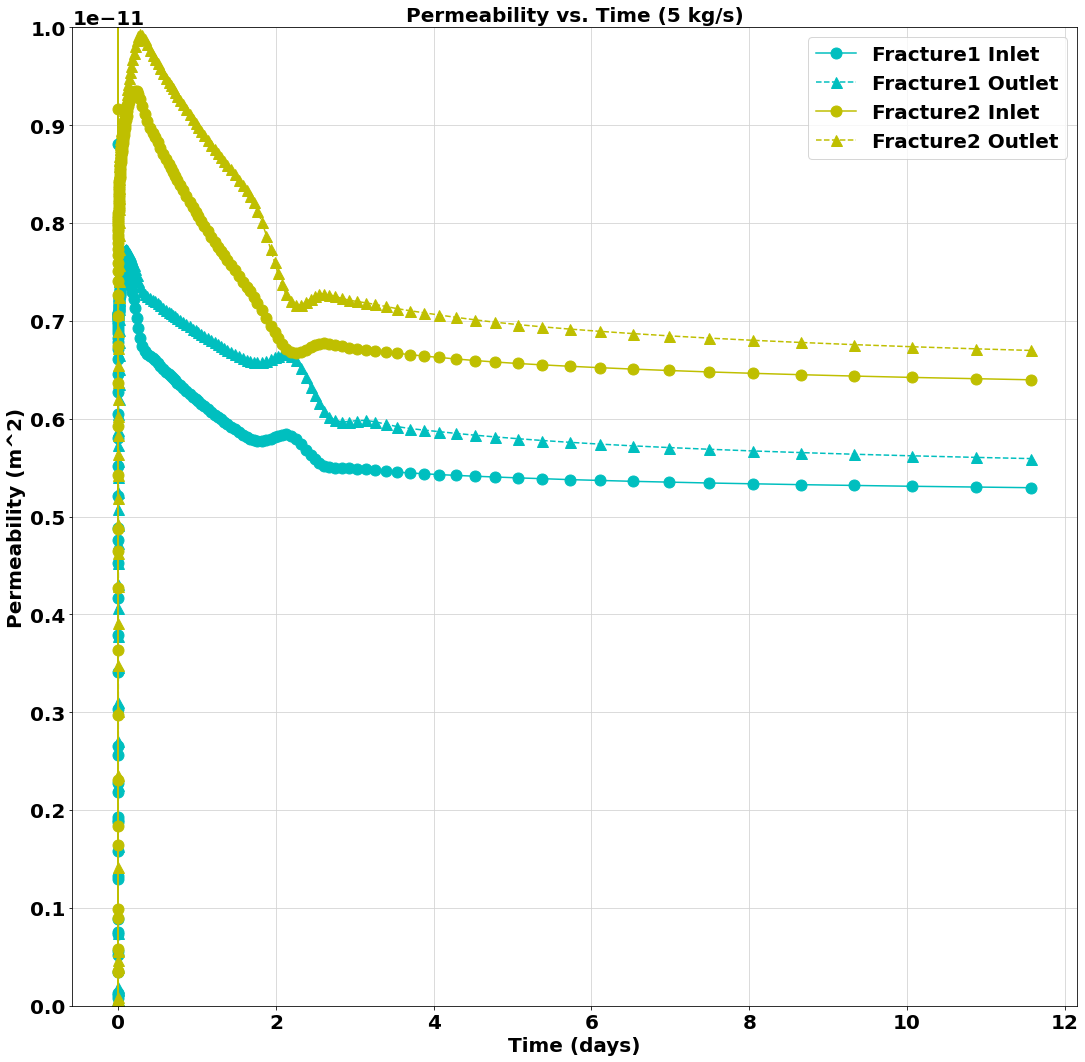 Permeability vs. Time (5 kg/s)
1e−11
Fracture1 Inlet
Fracture1 Outlet
Fracture2 Inlet
Fracture2 Outlet
1.0
0.9
0.8
0.7
0.6
0.5
0.4
0.3
0.2
0.1
0.0
Permeability (m^2)
0 2 4 6 8 10 12
Time (days)